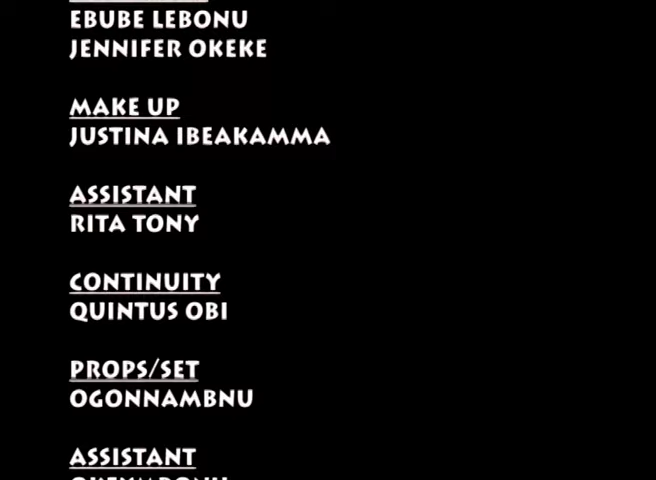 EBUBE LEBONU
JENNIFER OKEKE
MAKE UP
JUSTINA IBEAKAMMA
ASSISTANT
RITA TONY
CONTINUITY
QUINTUS OBI
PROPS/SET
OGONNAMBNU
ASSISTANT